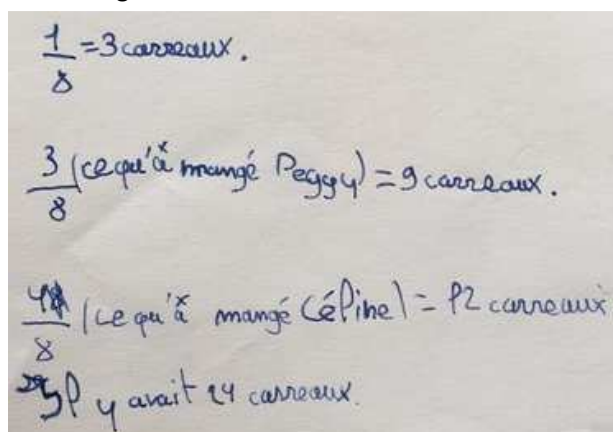 1/8 = 3 carreaux.
3/8 (ce qu'à mangé Peggy) = 9 carreaux.
4/8 (ce qu'à mangé Céline) = 12 carreaux
Il y avait 24 carreaux.